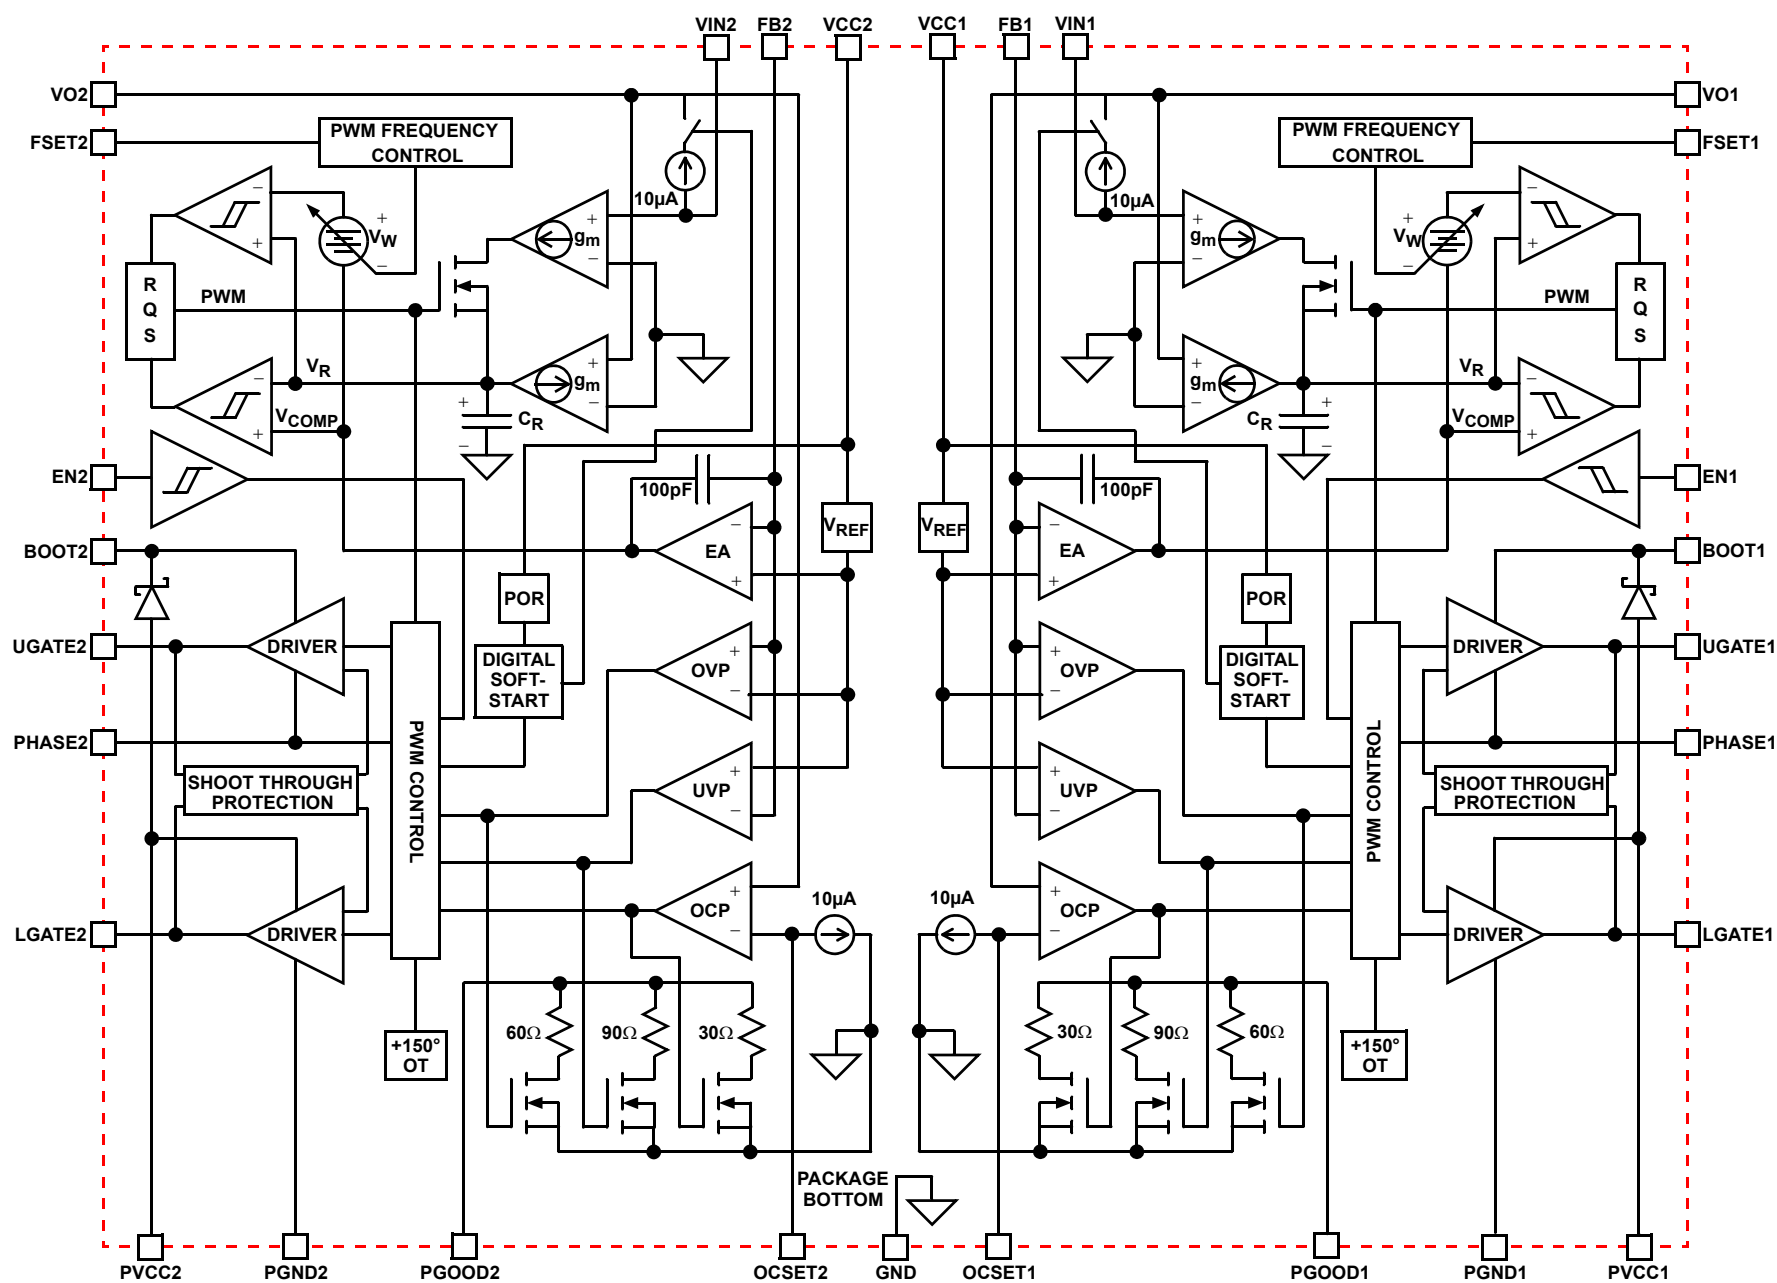 VIN2 FB2 VCC2 VCC1 FB1 VIN1
VO2
FSET2
EN2
BOOT2
UGATE2
PHASE2
LGATE2
PWM FREQUENCY
CONTROL
10µA
−
+
+
VW
−
+
gm
−
R
Q
S
PWM
VR
−
+
VCOMP
+
gm
−
+
CR
−
100pF
−
EA
+
VREF
POR
DIGITAL
SOFT-
START
+
OVP
−
+
UVP
−
+
OCP
−
10µA
DRIVER
SHOOT THROUGH
PROTECTION
DRIVER
PWM CONTROL
+150°
OT
60Ω
90Ω
30Ω
VO1
FSET1
EN1
BOOT1
UGATE1
PHASE1
LGATE1
PWM FREQUENCY
CONTROL
10µA
+
gm
−
+
VW
−
−
+
R
Q
S
PWM
VR
−
+
VCOMP
+
gm
−
+
CR
−
100pF
−
EA
+
VREF
POR
DIGITAL
SOFT-
START
+
OVP
−
+
UVP
−
+
OCP
−
10µA
DRIVER
SHOOT THROUGH
PROTECTION
DRIVER
PWM CONTROL
+150°
OT
30Ω
90Ω
60Ω
PACKAGE
BOTTOM
PVCC2 PGND2 PGOOD2 OCSET2 GND OCSET1 PGOOD1 PGND1 PVCC1